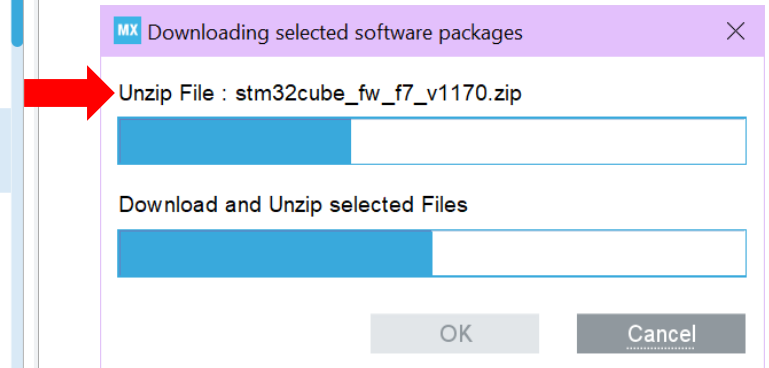 MX Downloading selected software packages
Unzip File : stm32cube_fw_f7_v1170.zip
Download and Unzip selected Files
OK Cancel